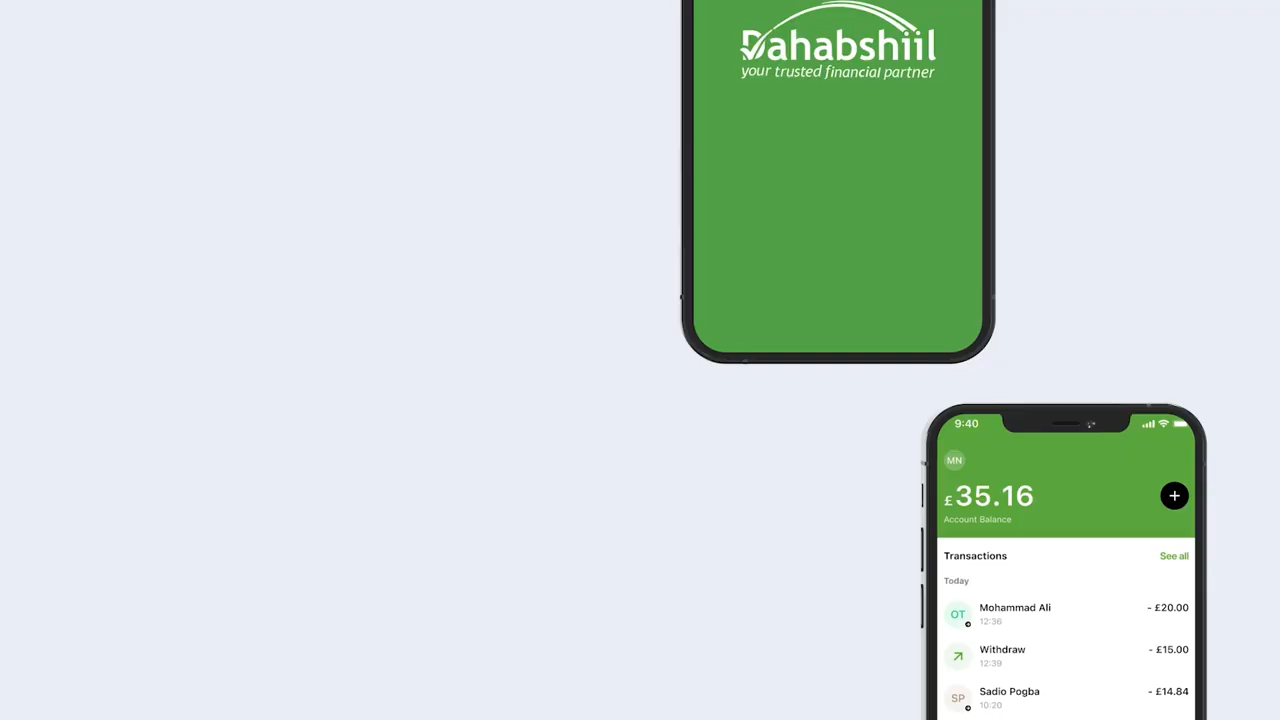 Dahabshiil
your trusted financial partner
9:40
MN
£35.16
+
Account Balance
Transactions See all
Today
OT Mohammad Ali - £20.00
12:36
Withdraw - £15.00
12:39
SP Sadio Pogba - £14.84
10:20